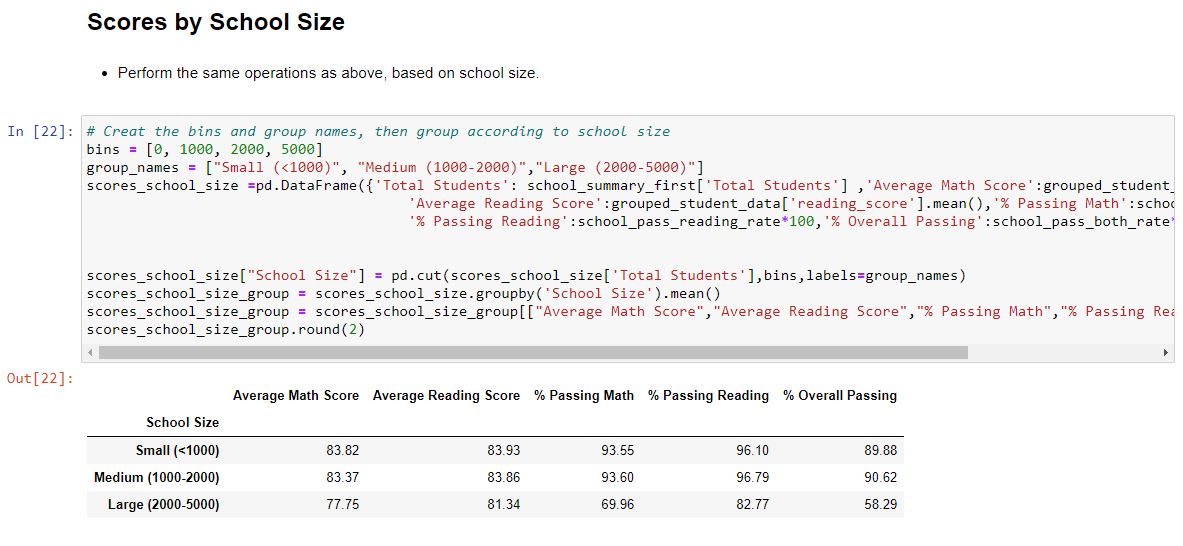 Scores by School Size
• Perform the same operations as above, based on school size.
In [22]:
# Creat the bins and group names, then group according to school size
bins = [0, 1000, 2000, 5000]
group_names = ["Small (<1000)", "Medium (1000-2000)","Large (2000-5000)"]
scores_school_size =pd.DataFrame({'Total Students': school_summary_first['Total Students'] ,'Average Math Score':grouped_student_
'Average Reading Score':grouped_student_data['reading_score'].mean(),'% Passing Math':schoo
'% Passing Reading':school_pass_reading_rate*100,'% Overall Passing':school_pass_both_rate*
scores_school_size["School Size"] = pd.cut(scores_school_size['Total Students'],bins,labels=group_names)
scores_school_size_group = scores_school_size.groupby('School Size').mean()
scores_school_size_group = scores_school_size_group[["Average Math Score","Average Reading Score","% Passing Math","% Passing Rea
scores_school_size_group.round(2)
Out[22]:
Average Math Score Average Reading Score % Passing Math % Passing Reading % Overall Passing
School Size
Small (<1000) 83.82 83.93 93.55 96.10 89.88
Medium (1000-2000) 83.37 83.86 93.60 96.79 90.62
Large (2000-5000) 77.75 81.34 69.96 82.77 58.29